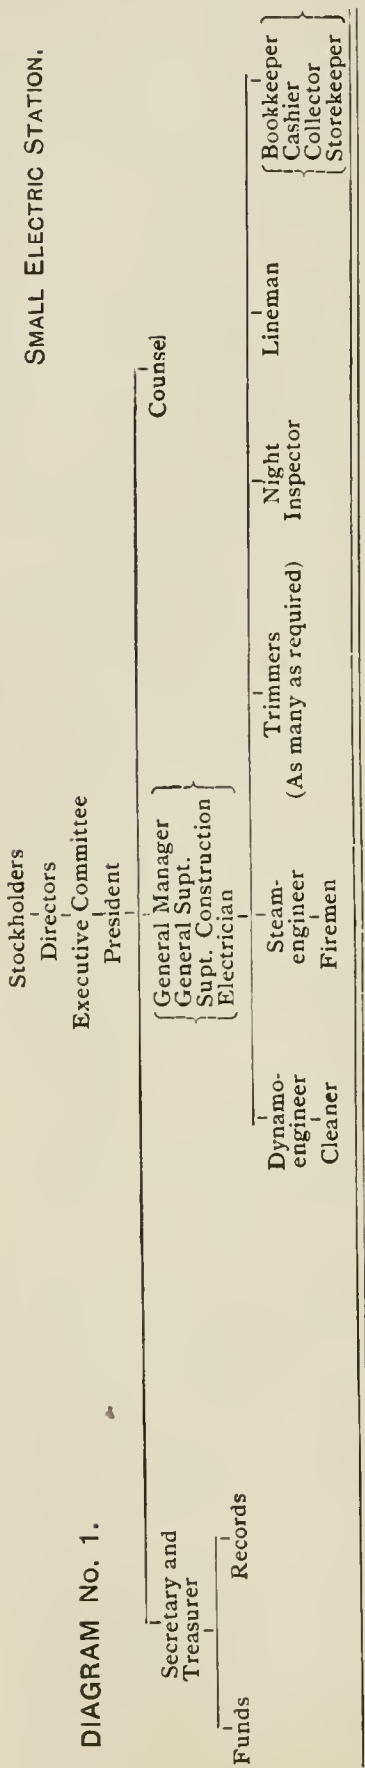 DIAGRAM No. 1.
SMALL ELECTRIC STATION.
Stockholders
Directors
Executive Committee
President
Secretary and
Treasurer
Funds
Records
General Manager
General Supt.
Supt. Construction
Electrician
Counsel
Dynamo-
engineer
Cleaner
Steam-
engineer
Firemen
Trimmers
(As many as required)
Night
Inspector
Lineman
Bookkeeper
Cashier
Collector
Storekeeper